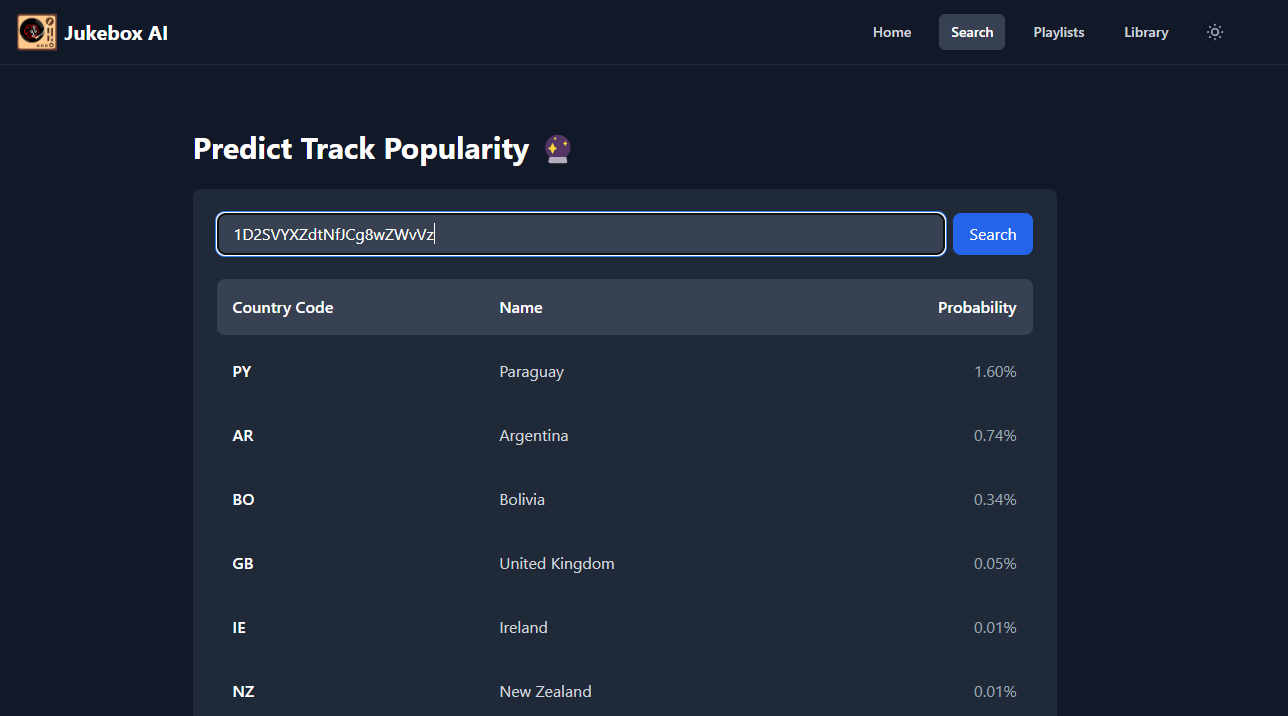 Jukebox AI
Home Search Playlists Library
Predict Track Popularity
1D2SVYXZdtNfJCg8wZWvVz Search
Country Code Name Probability
PY Paraguay 1.60%
AR Argentina 0.74%
BO Bolivia 0.34%
GB United Kingdom 0.05%
IE Ireland 0.01%
NZ New Zealand 0.01%